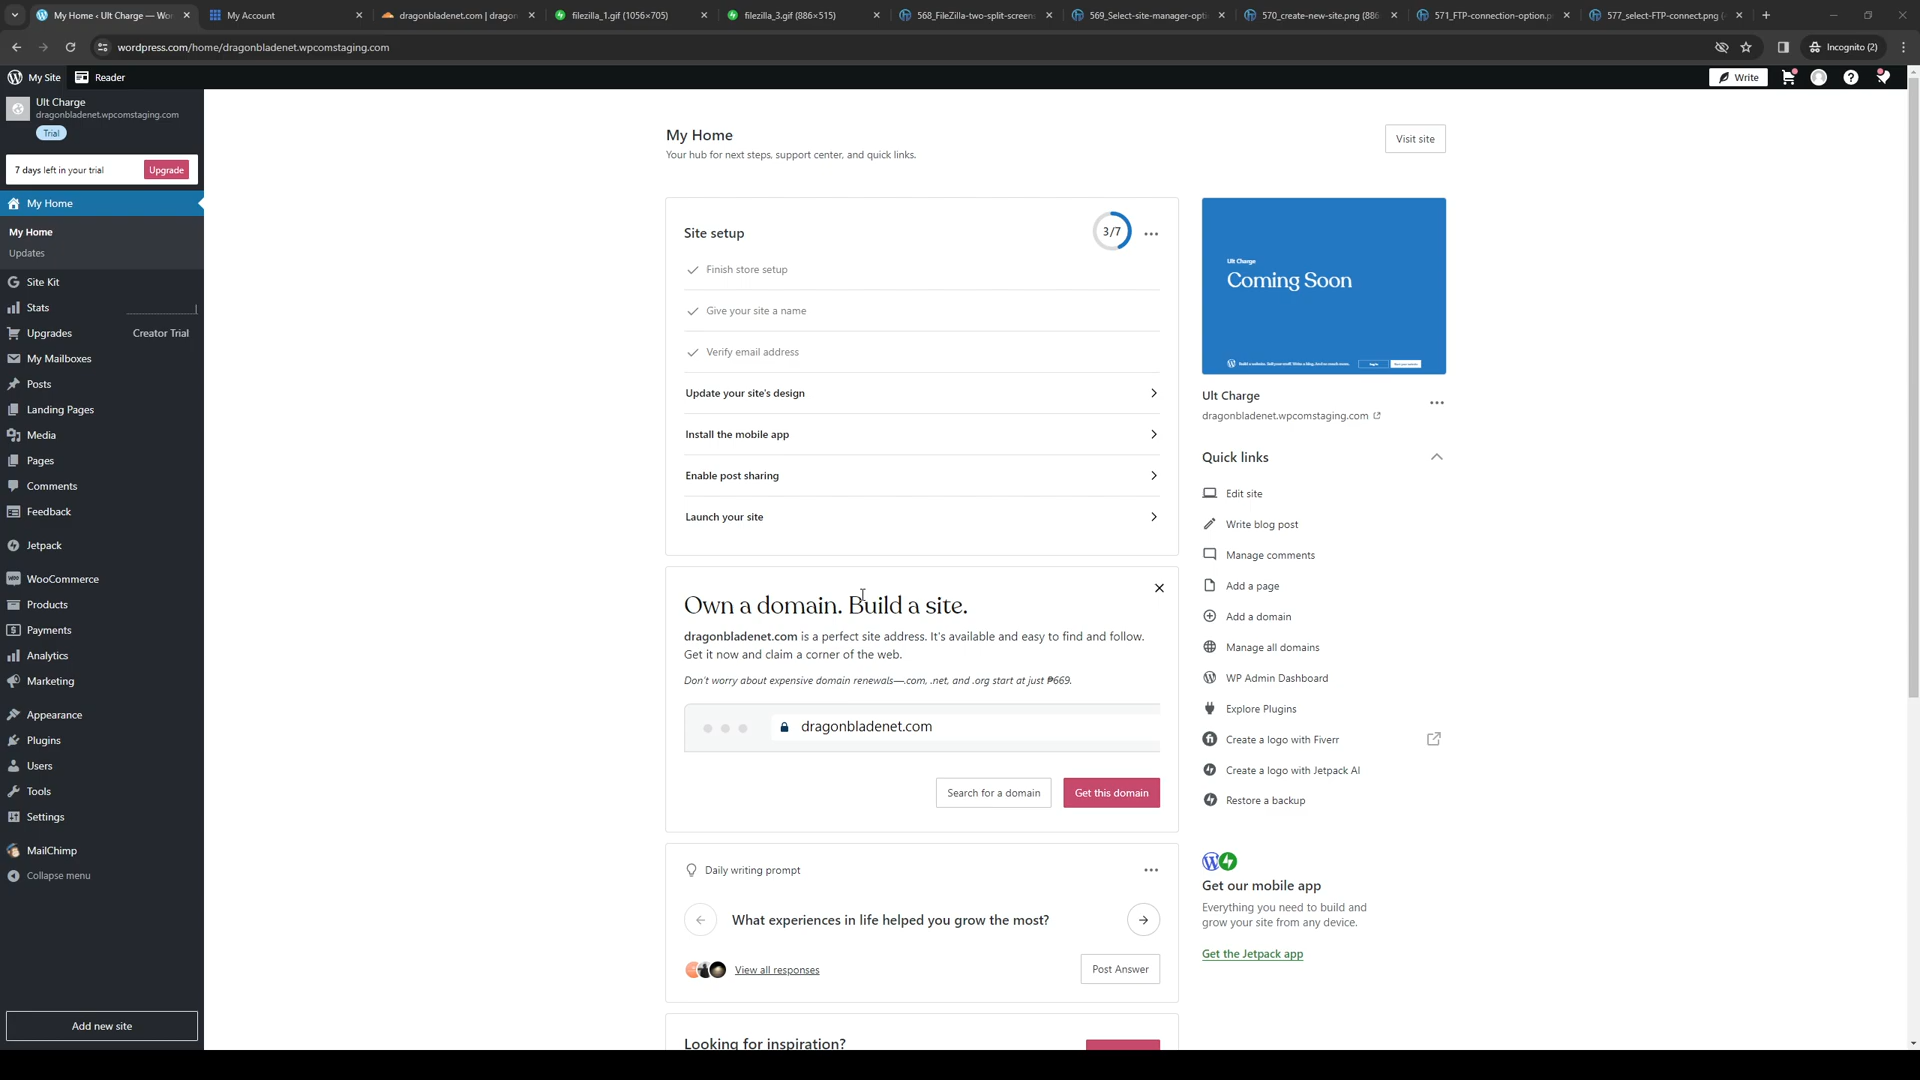 My Home ‹ Ult Charge — Wor
My Account
dragonbladenet.com | dragon
filezilla_1.gif (1056×705)
filezilla_3.gif (886×515)
568_FileZilla-two-split-screen
569_Select-site-manager-opti
570_create-new-site.png (886
571_FTP-connection-option.p
577_select-FTP-connect.png (
wordpress.com/home/dragonbladenet.wpcomstaging.com
Incognito (2)
My Site
Reader
Write
Ult Charge
dragonbladenet.wpcomstaging.com
Trial
7 days left in your trial
Upgrade
My Home
My Home
Updates
Site Kit
Stats
Upgrades
Creator Trial
My Mailboxes
Posts
Landing Pages
Media
Pages
Comments
Feedback
Jetpack
WooCommerce
Products
Payments
Analytics
Marketing
Appearance
Plugins
Users
Tools
Settings
MailChimp
Collapse menu
Add new site
My Home
Your hub for next steps, support center, and quick links.
Visit site
Site setup
3/7
Finish store setup
Give your site a name
Verify email address
Update your site's design
Install the mobile app
Enable post sharing
Launch your site
Own a domain. Build a site.
dragonbladenet.com is a perfect site address. It's available and easy to find and follow.
Get it now and claim a corner of the web.
Don't worry about expensive domain renewals—.com, .net, and .org start at just ₱669.
dragonbladenet.com
Search for a domain
Get this domain
Daily writing prompt
What experiences in life helped you grow the most?
View all responses
Post Answer
Looking for inspiration?
Ult Charge
Coming Soon
Ult Charge
dragonbladenet.wpcomstaging.com
Quick links
Edit site
Write blog post
Manage comments
Add a page
Add a domain
Manage all domains
WP Admin Dashboard
Explore Plugins
Create a logo with Fiverr
Create a logo with Jetpack AI
Restore a backup
Get our mobile app
Everything you need to build and
grow your site from any device.
Get the Jetpack app